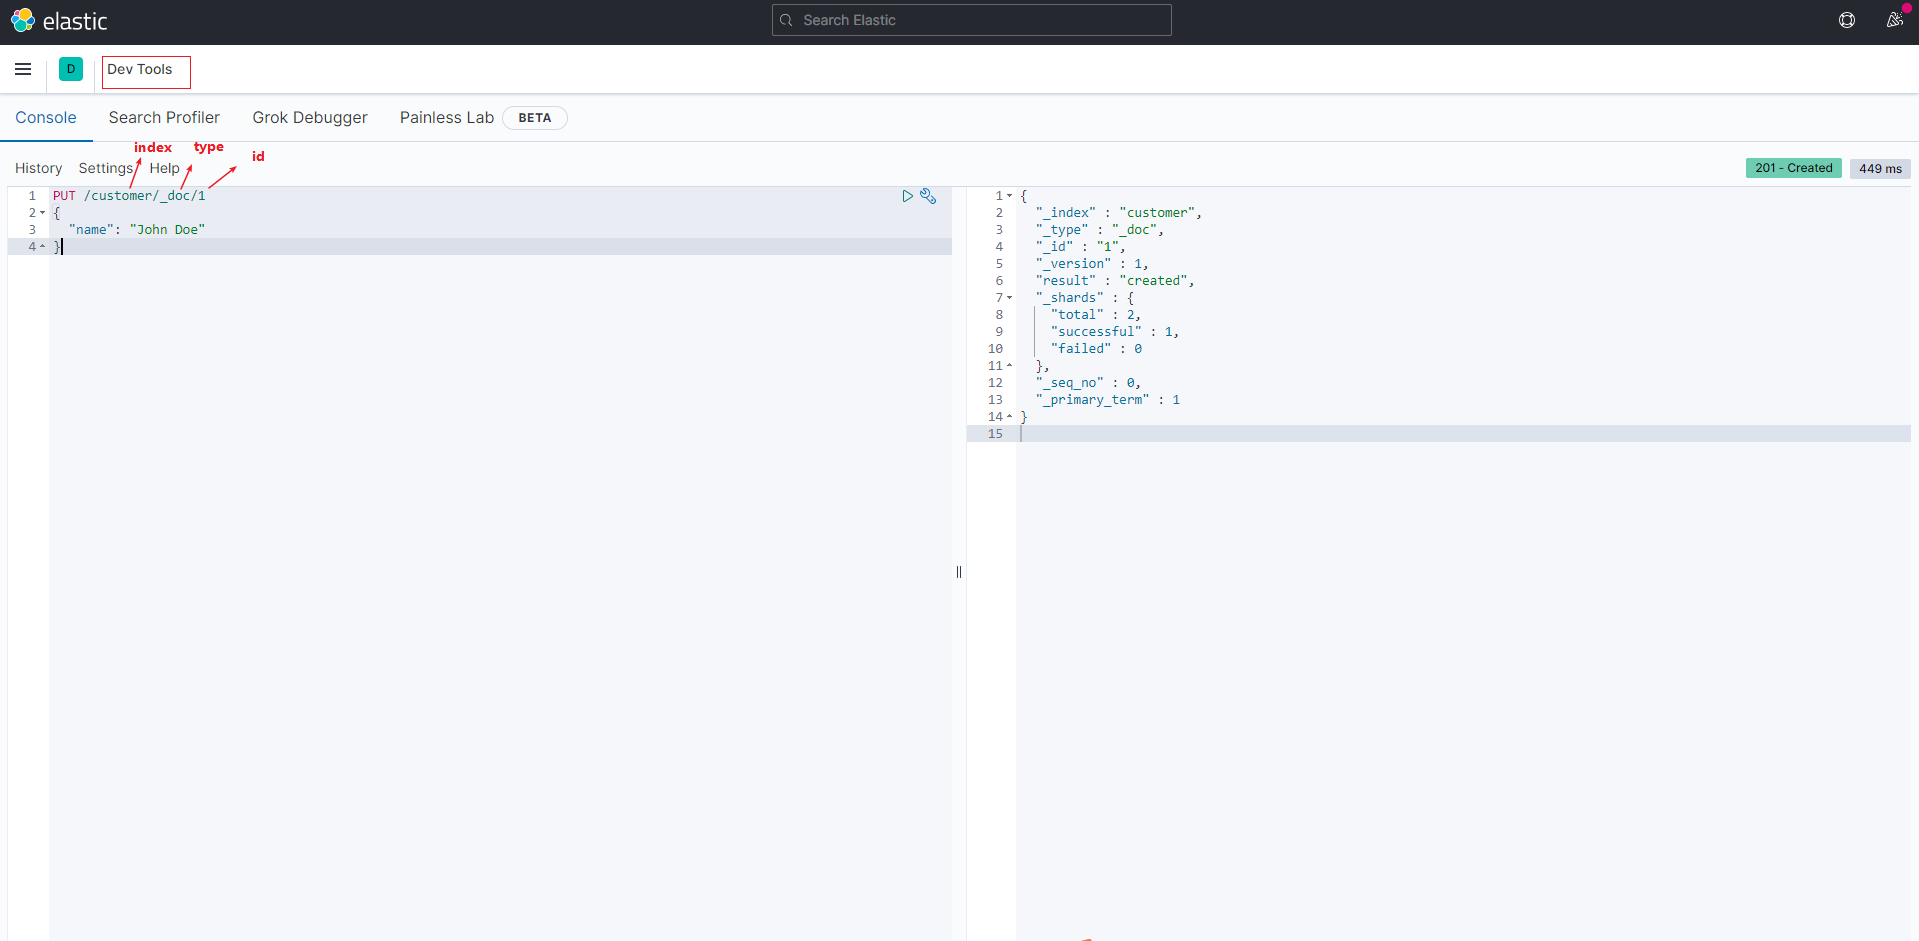 elastic
Search Elastic
D
Dev Tools
Console Search Profiler Grok Debugger Painless Lab BETA
index type id
History Settings Help
201 - Created 449 ms
1 PUT /customer/_doc/1
2 {
3 "name": "John Doe"
4 }
1 {
2 "_index" : "customer",
3 "_type" : "_doc",
4 "_id" : "1",
5 "_version" : 1,
6 "result" : "created",
7 "_shards" : {
8 "total" : 2,
9 "successful" : 1,
10 "failed" : 0
11 },
12 "_seq_no" : 0,
13 "_primary_term" : 1
14 }
15